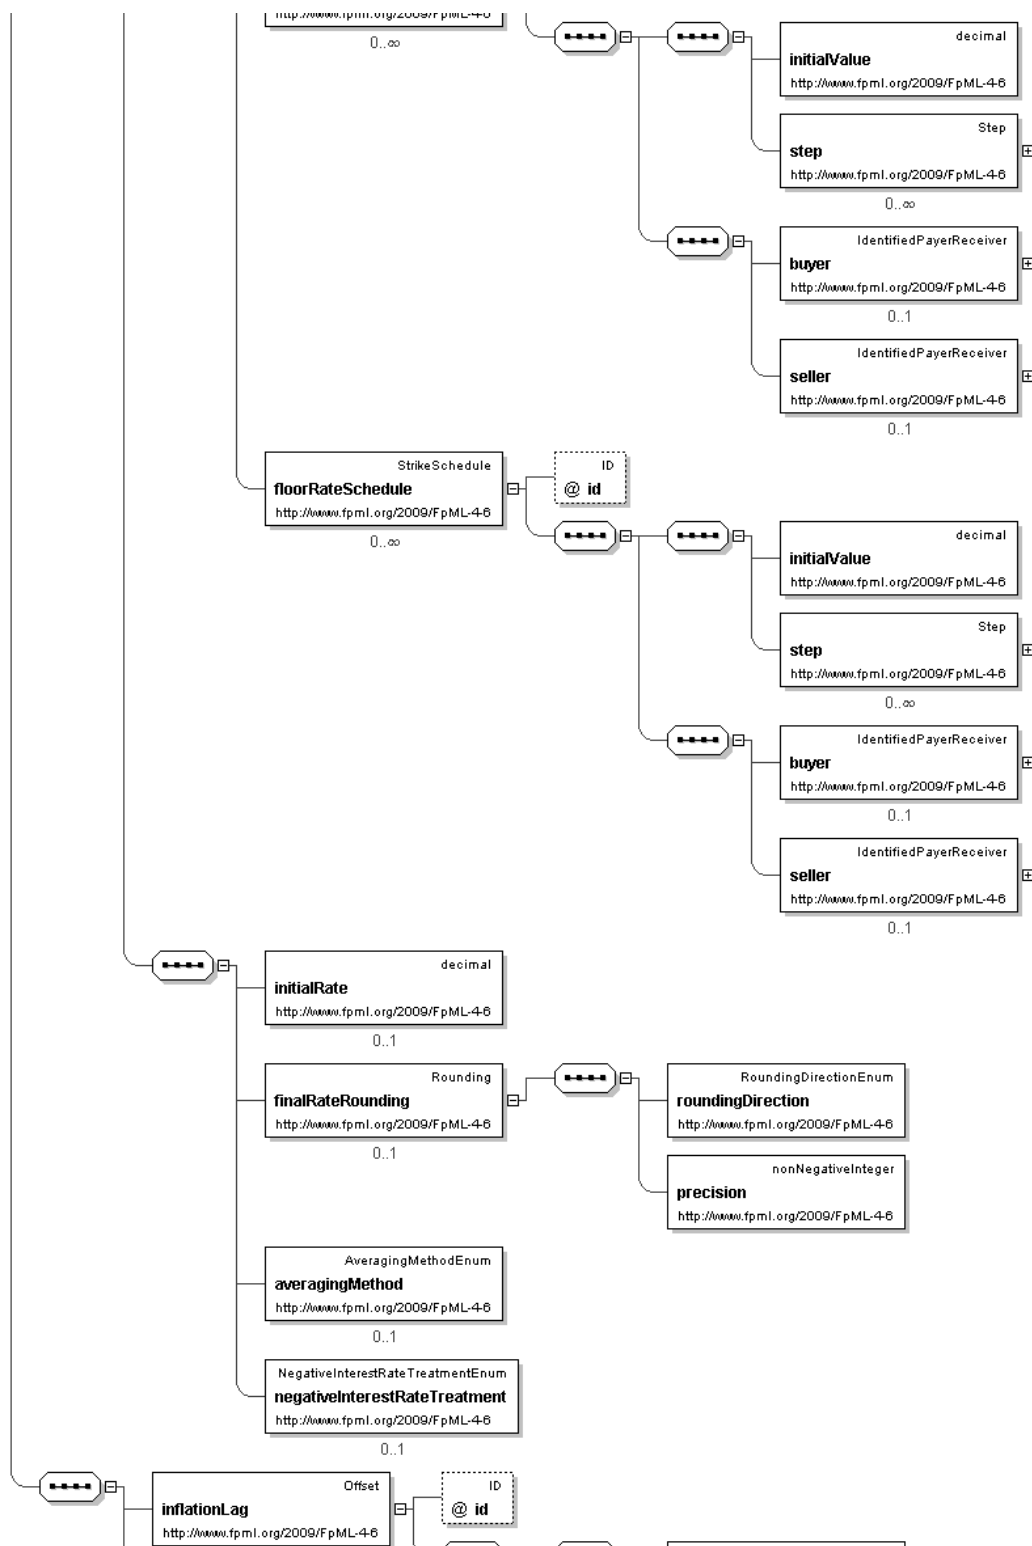 http://www.fpml.org/2009/FpML-4-6
0..∞
decimal
initialValue
http://www.fpml.org/2009/FpML-4-6
Step
step
http://www.fpml.org/2009/FpML-4-6
0..∞
IdentifiedPayerReceiver
buyer
http://www.fpml.org/2009/FpML-4-6
0..1
IdentifiedPayerReceiver
seller
http://www.fpml.org/2009/FpML-4-6
0..1
StrikeSchedule
floorRateSchedule
http://www.fpml.org/2009/FpML-4-6
0..∞
ID
@ id
decimal
initialValue
http://www.fpml.org/2009/FpML-4-6
Step
step
http://www.fpml.org/2009/FpML-4-6
0..∞
IdentifiedPayerReceiver
buyer
http://www.fpml.org/2009/FpML-4-6
0..1
IdentifiedPayerReceiver
seller
http://www.fpml.org/2009/FpML-4-6
0..1
decimal
initialRate
http://www.fpml.org/2009/FpML-4-6
0..1
Rounding
finalRateRounding
http://www.fpml.org/2009/FpML-4-6
0..1
RoundingDirectionEnum
roundingDirection
http://www.fpml.org/2009/FpML-4-6
nonNegativeInteger
precision
http://www.fpml.org/2009/FpML-4-6
AveragingMethodEnum
averagingMethod
http://www.fpml.org/2009/FpML-4-6
0..1
NegativeInterestRateTreatmentEnum
negativeInterestRateTreatment
http://www.fpml.org/2009/FpML-4-6
0..1
Offset
inflationLag
http://www.fpml.org/2009/FpML-4-6
ID
@ id